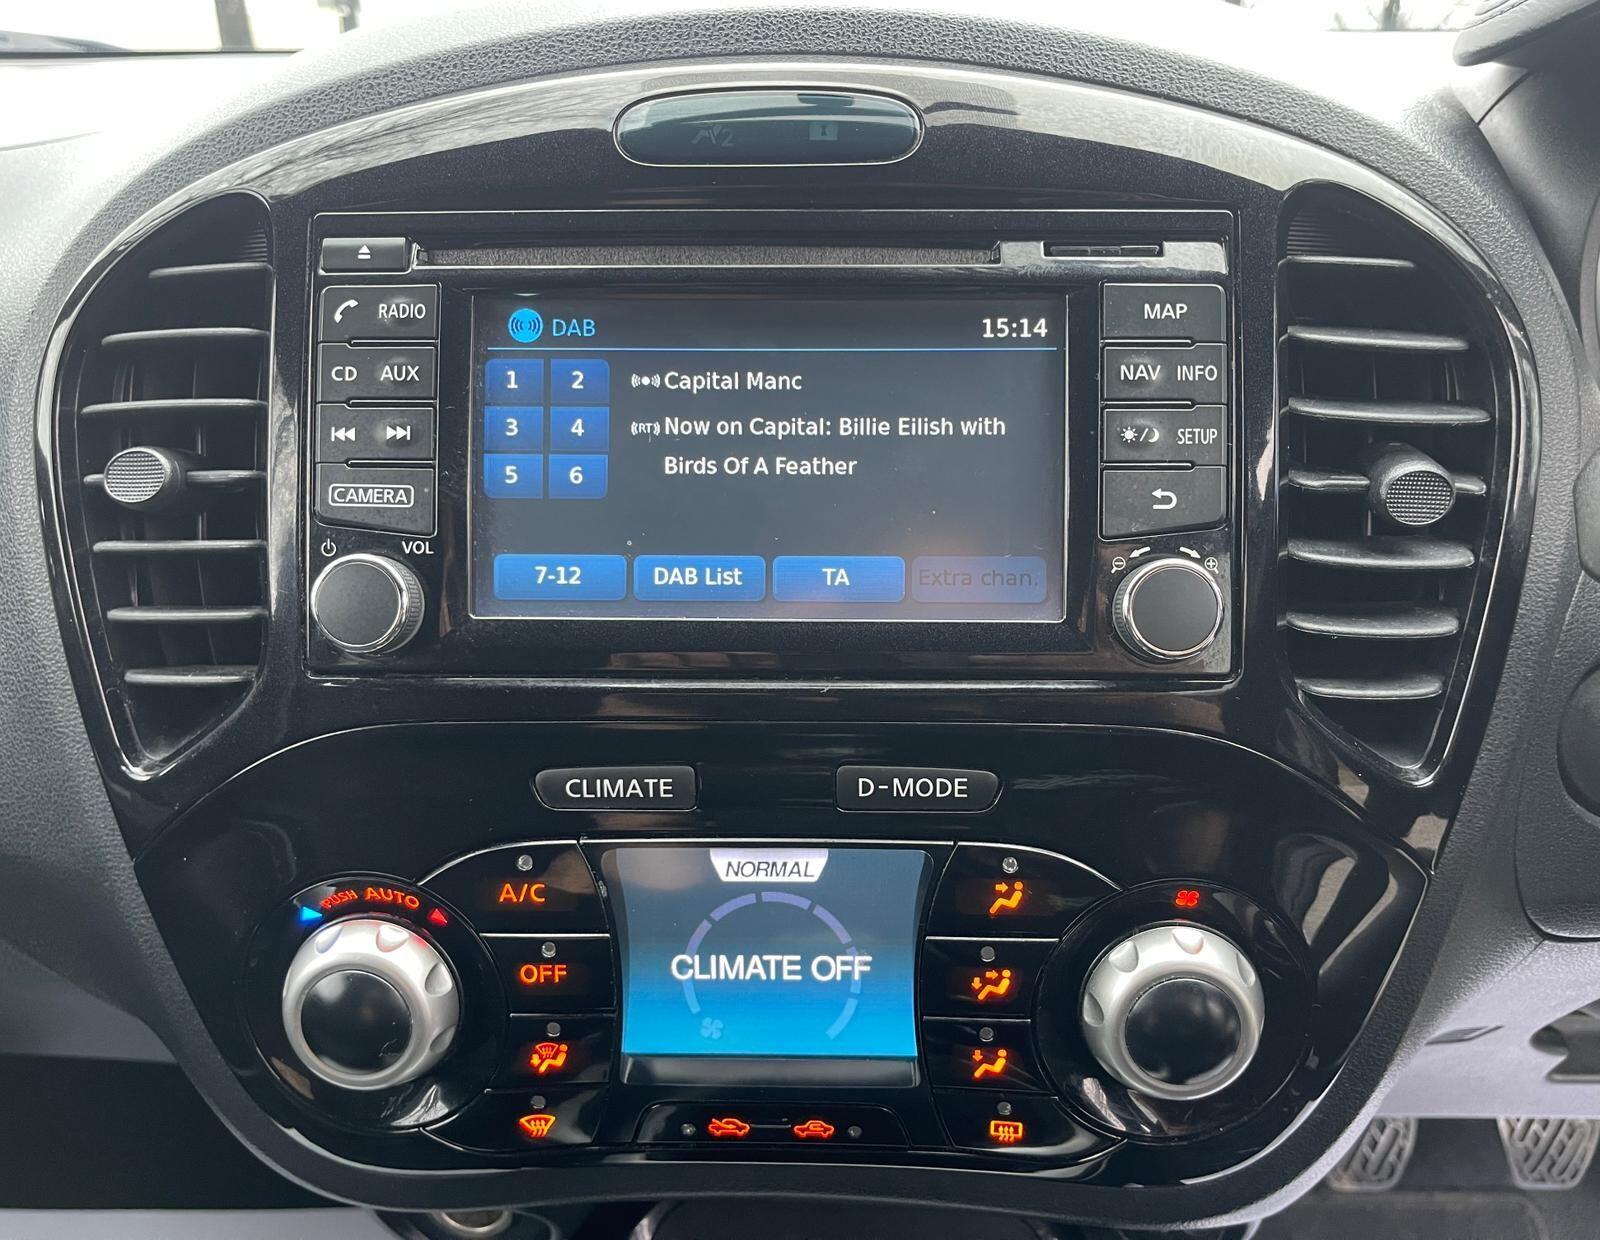 2
RADIO
CD AUX
CAMERA
VOL
DAB 15:14
1 2
3 4
5 6
Capital Manc
(RT) Now on Capital: Billie Eilish with
Birds Of A Feather
7-12 DAB List TA Extra chan.
MAP
NAV INFO
SETUP
CLIMATE D-MODE
PUSH AUTO
A/C
OFF
NORMAL
CLIMATE OFF